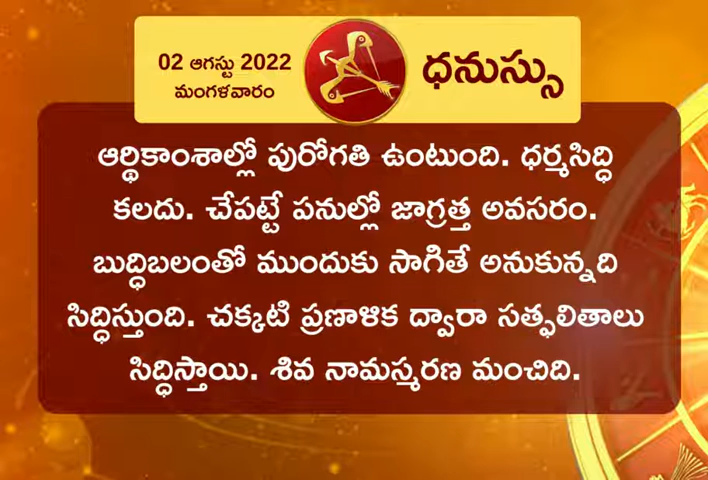 02 ఆగస్టు 2022
మంగళవారం
ధనుస్సు
ఆర్థికాంశాల్లో పురోగతి ఉంటుంది. ధర్మసిద్ధి
కలదు. చేపట్టే పనుల్లో జాగ్రత్త అవసరం.
బుద్ధిబలంతో ముందుకు సాగితే అనుకున్నది
సిద్ధిస్తుంది. చక్కటి ప్రణాళిక ద్వారా సత్ఫలితాలు
సిద్ధిస్తాయి. శివ నామస్మరణ మంచిది.